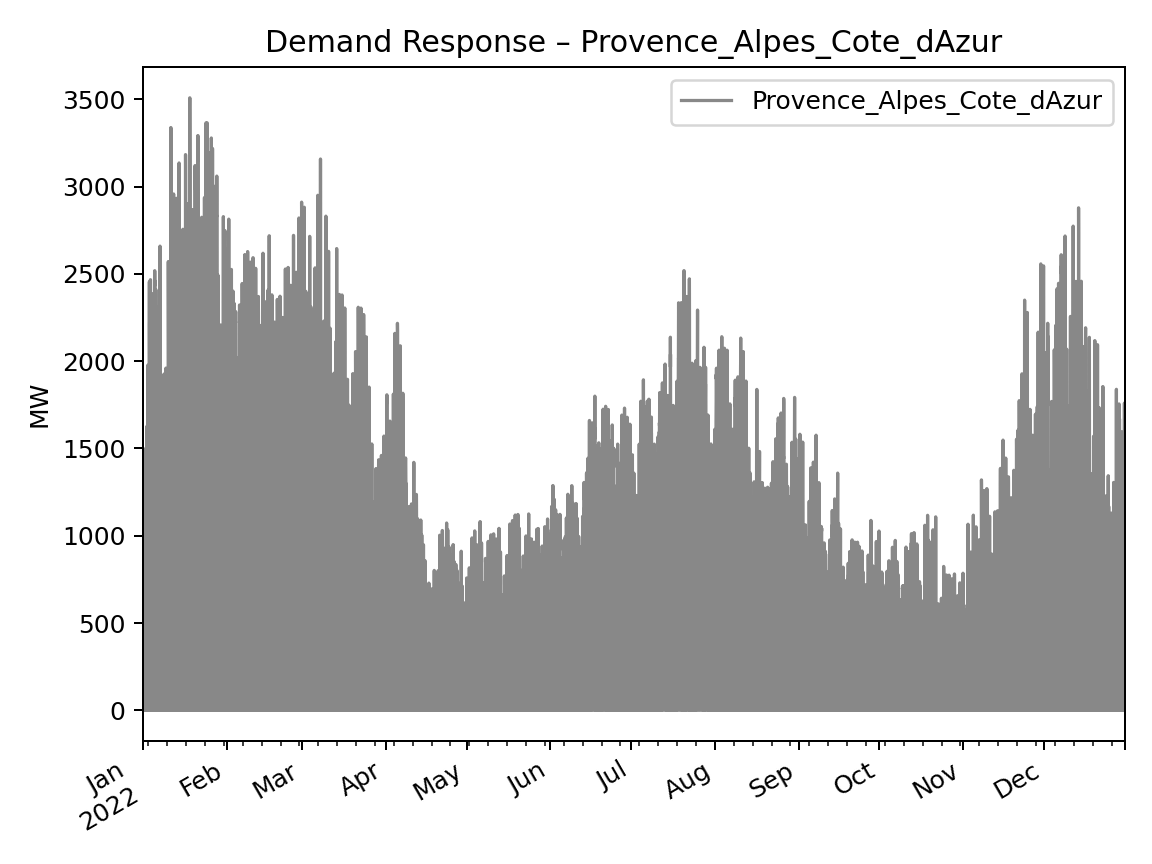 Demand Response – Provence_Alpes_Cote_dAzur
Provence_Alpes_Cote_dAzur
3500
3000
2500
2000
1500
1000
500
0
MW
Jan
2022
Feb
Mar
Apr
May
Jun
Jul
Aug
Sep
Oct
Nov
Dec